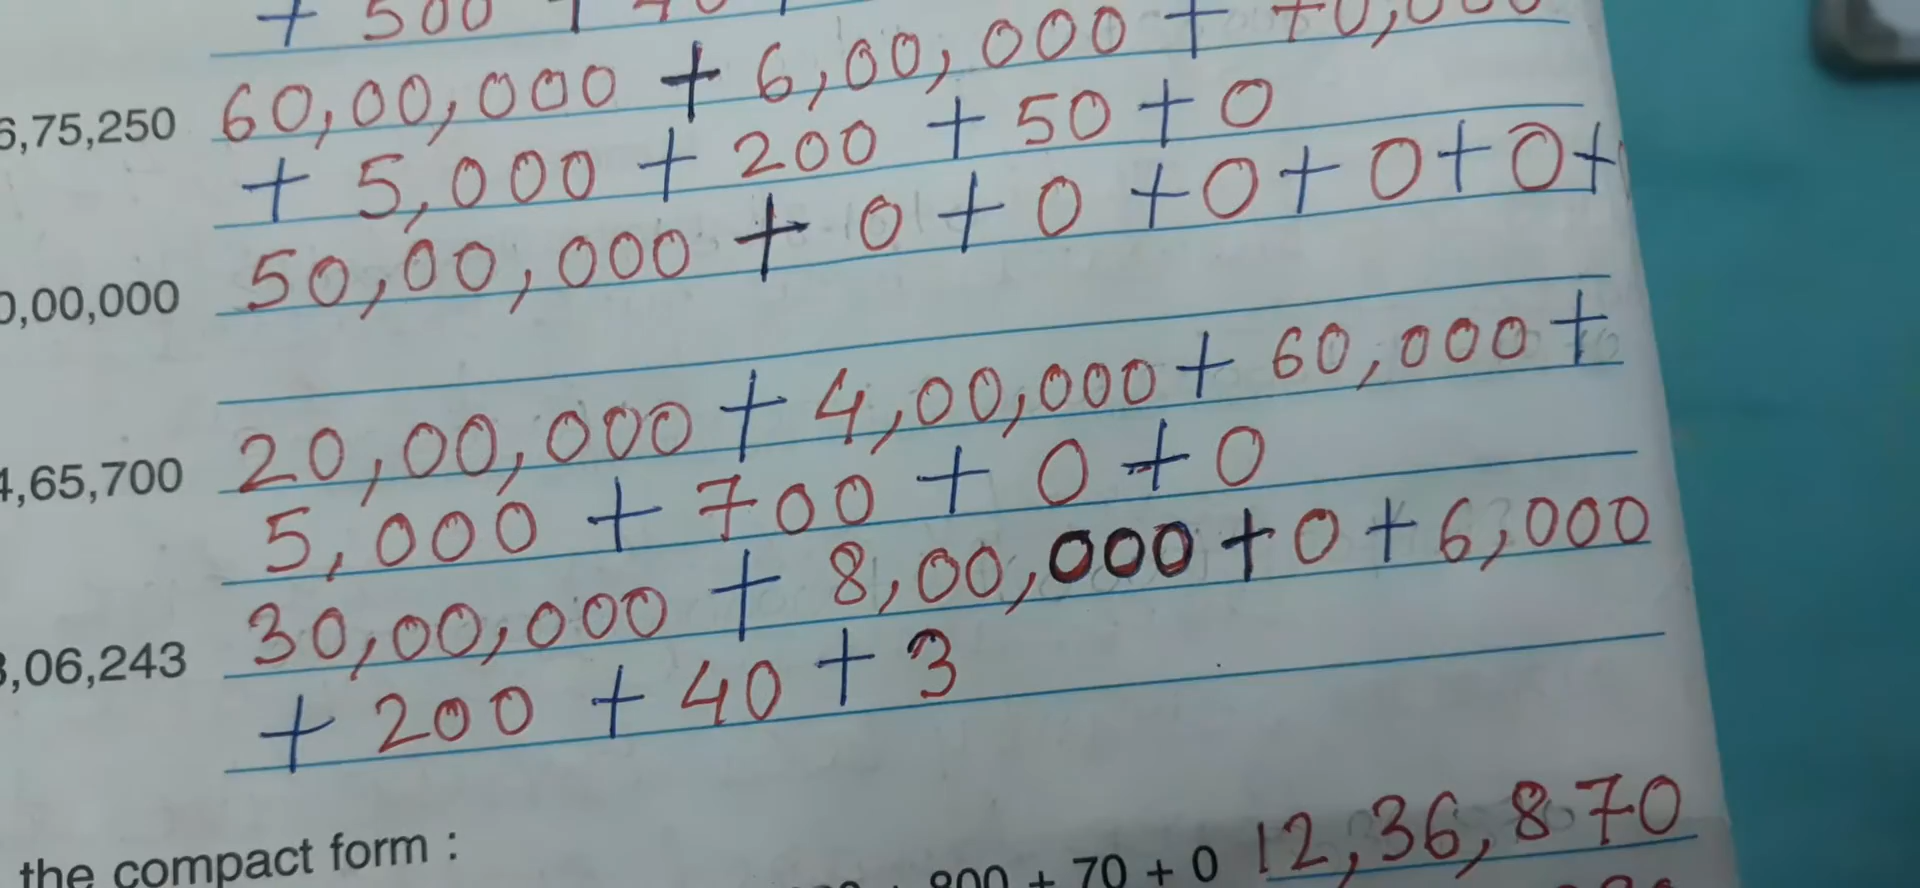 + 500 + 40 +
60,00,000 + 6,00,000 + 70,000
6,75,250
+ 5,000 + 200 + 50 + 0
50,00,000 + 0 + 0 + 0 + 0 + 0 +
0,00,000
20,00,000 + 4,00,000 + 60,000 +
4,65,700
5,000 + 700 + 0 + 0
30,00,000 + 8,00,000 + 0 + 6,000
8,06,243
+ 200 + 40 + 3
the compact form :
800 + 70 + 0 12,36,870